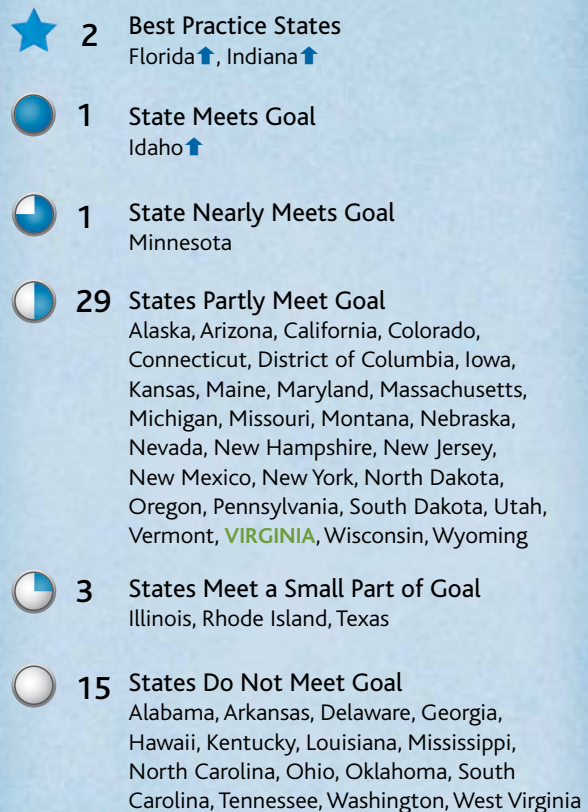 2 Best Practice States
Florida⬆, Indiana⬆
1 State Meets Goal
Idaho⬆
1 State Nearly Meets Goal
Minnesota
29 States Partly Meet Goal
Alaska, Arizona, California, Colorado,
Connecticut, District of Columbia, Iowa,
Kansas, Maine, Maryland, Massachusetts,
Michigan, Missouri, Montana, Nebraska,
Nevada, New Hampshire, New Jersey,
New Mexico, New York, North Dakota,
Oregon, Pennsylvania, South Dakota, Utah,
Vermont, VIRGINIA, Wisconsin, Wyoming
3 States Meet a Small Part of Goal
Illinois, Rhode Island, Texas
15 States Do Not Meet Goal
Alabama, Arkansas, Delaware, Georgia,
Hawaii, Kentucky, Louisiana, Mississippi,
North Carolina, Ohio, Oklahoma, South
Carolina, Tennessee, Washington, West Virginia